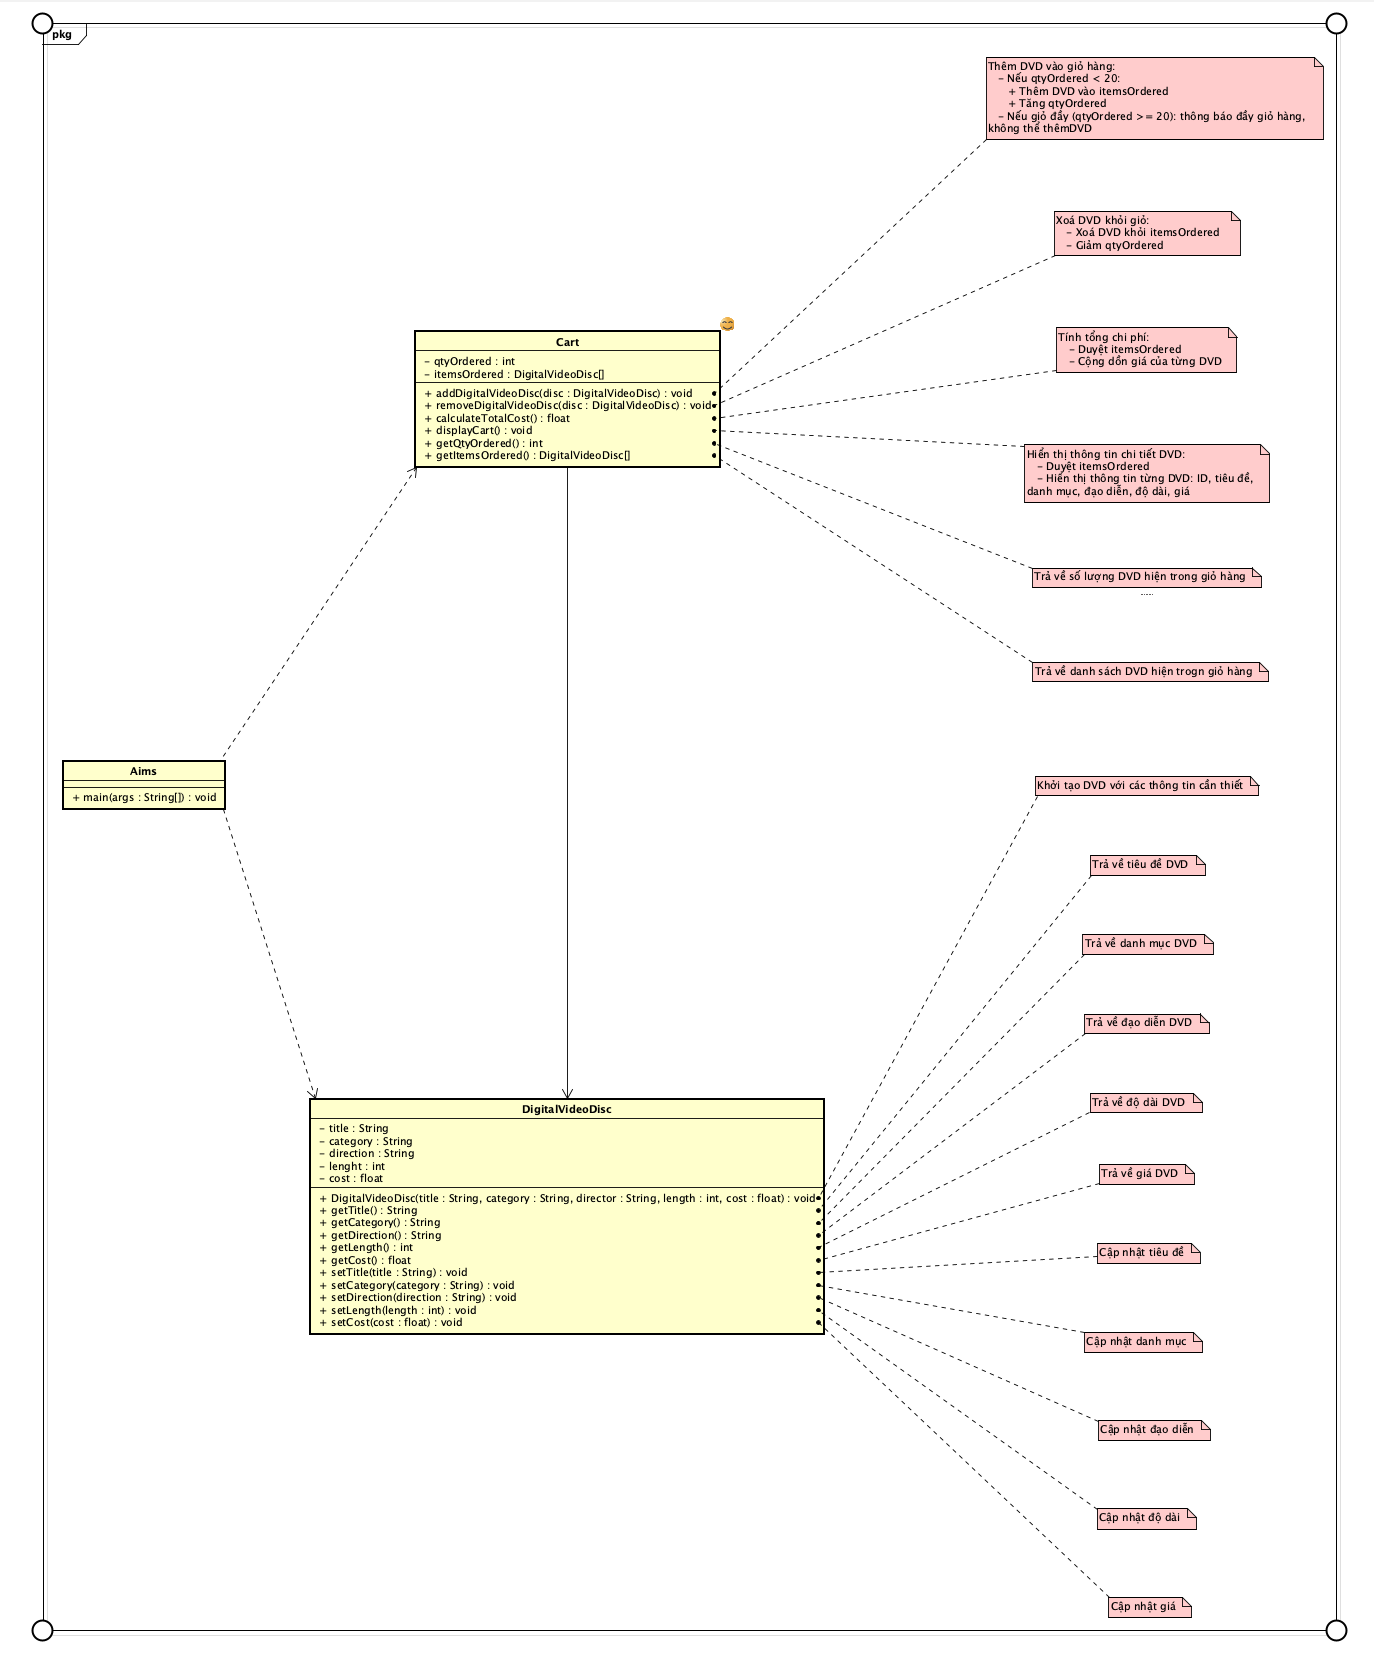 pkg
Thêm DVD vào giỏ hàng:
– Nếu qtyOrdered < 20:
+ Thêm DVD vào itemsOrdered
+ Tăng qtyOrdered
– Nếu giỏ đầy (qtyOrdered >= 20): thông báo đầy giỏ hàng,
không thể thêmDVD
Xoá DVD khỏi giỏ:
– Xoá DVD khỏi itemsOrdered
– Giảm qtyOrdered
Tính tổng chi phí:
– Duyệt itemsOrdered
– Cộng dồn giá của từng DVD
Cart
– qtyOrdered : int
– itemsOrdered : DigitalVideoDisc[]
+ addDigitalVideoDisc(disc : DigitalVideoDisc) : void
+ removeDigitalVideoDisc(disc : DigitalVideoDisc) : void
+ calculateTotalCost() : float
+ displayCart() : void
+ getQtyOrdered() : int
+ getItemsOrdered() : DigitalVideoDisc[]
Hiển thị thông tin chi tiết DVD:
– Duyệt itemsOrdered
– Hiển thị thông tin từng DVD: ID, tiêu đề,
danh mục, đạo diễn, độ dài, giá
Trả về số lượng DVD hiện trong giỏ hàng
Trả về danh sách DVD hiện trogn giỏ hàng
Aims
+ main(args : String[]) : void
Khởi tạo DVD với các thông tin cần thiết
Trả về tiêu đề DVD
Trả về danh mục DVD
Trả về đạo diễn DVD
Trả về độ dài DVD
Trả về giá DVD
DigitalVideoDisc
– title : String
– category : String
– direction : String
– lenght : int
– cost : float
+ DigitalVideoDisc(title : String, category : String, director : String, length : int, cost : float) : void
+ getTitle() : String
+ getCategory() : String
+ getDirection() : String
+ getLength() : int
+ getCost() : float
+ setTitle(title : String) : void
+ setCategory(category : String) : void
+ setDirection(direction : String) : void
+ setLength(length : int) : void
+ setCost(cost : float) : void
Cập nhật tiêu đề
Cập nhật danh mục
Cập nhật đạo diễn
Cập nhật độ dài
Cập nhật giá